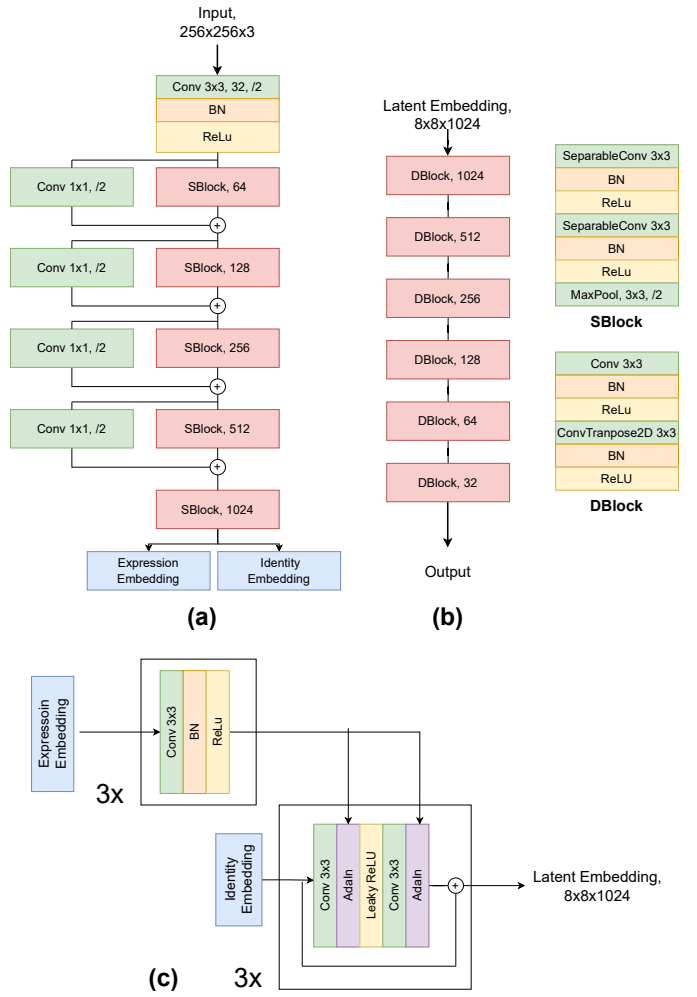 Input,
256x256x3
Conv 3x3, 32, /2
BN
ReLu
Conv 1x1, /2
SBlock, 64
+
Conv 1x1, /2
SBlock, 128
+
Conv 1x1, /2
SBlock, 256
+
Conv 1x1, /2
SBlock, 512
+
SBlock, 1024
Expression
Embedding
Identity
Embedding
(a)
Latent Embedding,
8x8x1024
DBlock, 1024
DBlock, 512
DBlock, 256
DBlock, 128
DBlock, 64
DBlock, 32
Output
(b)
SeparableConv 3x3
BN
ReLu
SeparableConv 3x3
BN
ReLu
MaxPool, 3x3, /2
SBlock
Conv 3x3
BN
ReLu
ConvTranpose2D 3x3
BN
ReLU
DBlock
Expressoin
Embedding
3x
Conv 3x3
BN
ReLu
Identity
Embedding
Conv 3x3
AdaIn
Leaky ReLU
Conv 3x3
AdaIn
+
3x
Latent Embedding,
8x8x1024
(c)